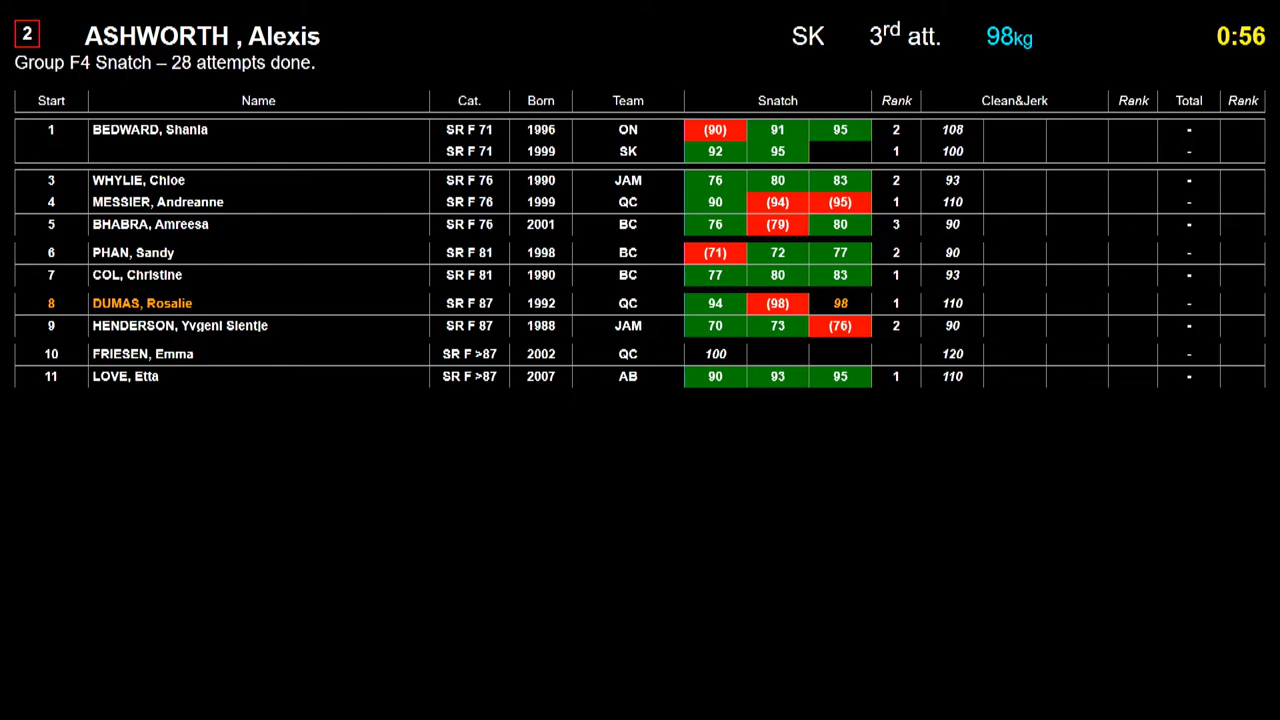 2 ASHWORTH , Alexis SK 3rd att. 98kg 0:56
Group F4 Snatch – 28 attempts done.
Start Name Cat. Born Team Snatch Rank Clean&Jerk Rank Total Rank
1 BEDWARD, Shania SR F 71 1996 ON (90) 91 95 2 108 -
SR F 71 1999 SK 92 95 1 100 -
3 WHYLIE, Chloe SR F 76 1990 JAM 76 80 83 2 93 -
4 MESSIER, Andreanne SR F 76 1999 QC 90 (94) (95) 1 110 -
5 BHABRA, Amreesa SR F 76 2001 BC 76 (79) 80 3 90 -
6 PHAN, Sandy SR F 81 1998 BC (71) 72 77 2 90 -
7 COL, Christine SR F 81 1990 BC 77 80 83 1 93 -
8 DUMAS, Rosalie SR F 87 1992 QC 94 (98) 98 1 110 -
9 HENDERSON, Yvgeni Sientje SR F 87 1988 JAM 70 73 (76) 2 90 -
10 FRIESEN, Emma SR F >87 2002 QC 100 120 - -
11 LOVE, Etta SR F >87 2007 AB 90 93 95 1 110 -